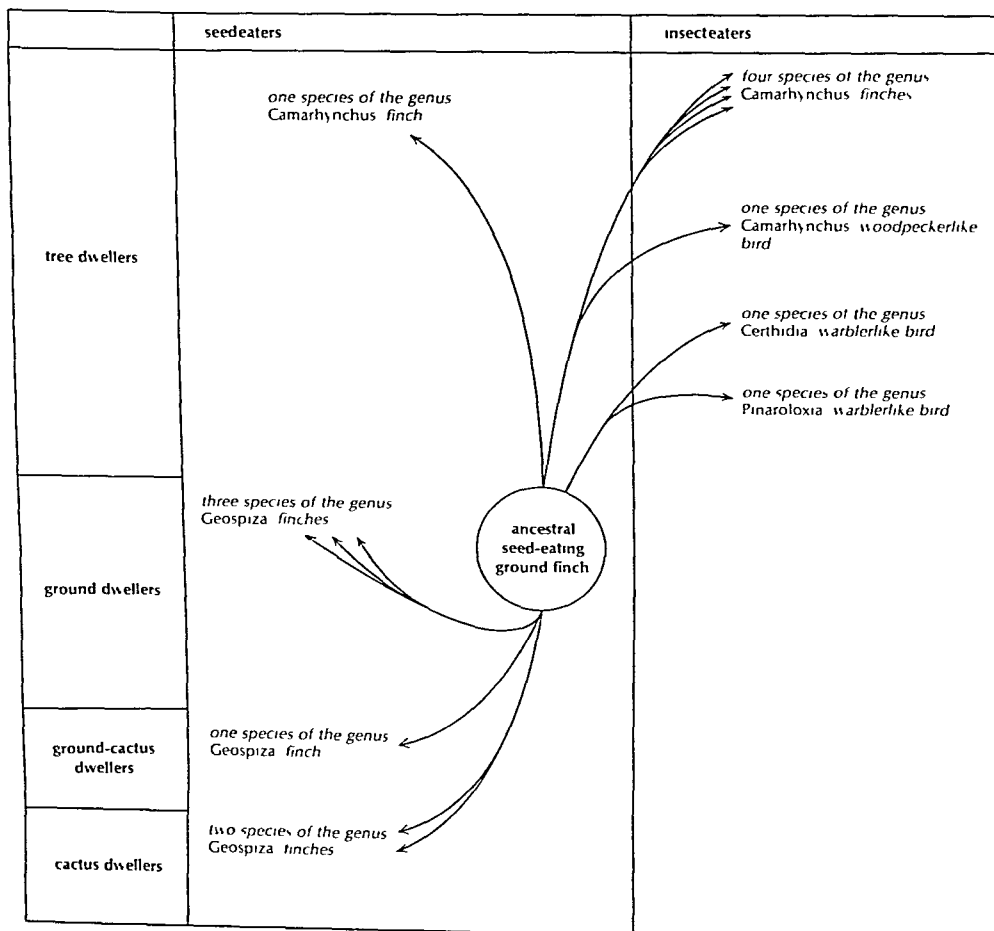 seedeaters
insecteaters
tree dwellers
one species of the genus
Camarhynchus finch
four species of the genus
Camarhynchus finches
one species of the genus
Camarhynchus woodpeckerlike
bird
one species of the genus
Certhidia warblerlike bird
one species of the genus
Pinaroloxia warblerlike bird
ground dwellers
three species of the genus
Geospiza finches
ancestral
seed-eating
ground finch
ground-cactus
dwellers
one species of the genus
Geospiza finch
cactus dwellers
two species of the genus
Geospiza finches